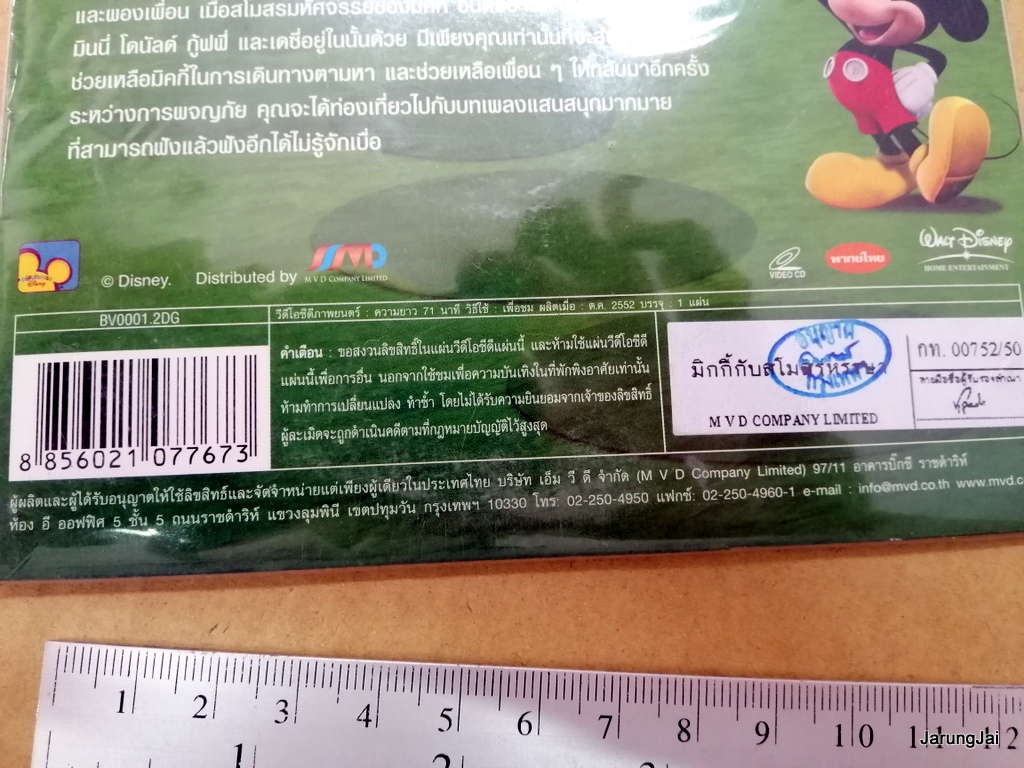 และผองเพื่อน เมื่อสโมสรมหัศจรรย์ของมิกกี้
มินนี่ โดนัลด์ กู๊ฟฟี่ และเดซี่อยู่ในนั้นด้วย มีเพียงคุณเท่านั้นที่จะ
ช่วยเหลือมิคกี้ในการเดินทางตามหา และช่วยเหลือเพื่อน ๆ ให้กลับมาอีกครั้ง
ระหว่างการผจญภัย คุณจะได้ท่องเที่ยวไปกับบทเพลงแสนสนุกมากมาย
ที่สามารถฟังแล้วฟังอีกได้ไม่รู้จักเบื่อ
© Disney. Distributed by MVD
M V D COMPANY LIMITED
VIDEO CD
พากย์ไทย
WALT DISNEY
HOME ENTERTAINMENT
BV0001.2DG
วีดีโอซีดีภาพยนตร์ : ความยาว 71 นาที วิธีใช้ : เพื่อชม ผลิตเมื่อ : ต.ค. 2552 บรรจุ : 1 แผ่น
8 856021 077673
คำเตือน : ขอสงวนลิขสิทธิ์ในแผ่นวีดีโอซีดีแผ่นนี้ และห้ามใช้แผ่นวีดีโอซีดี
แผ่นนี้เพื่อการอื่น นอกจากใช้ชมเพื่อความบันเทิงในที่พักพิงอาศัยเท่านั้น
ห้ามทำการเปลี่ยนแปลง ทำซ้ำ โดยไม่ได้รับความยินยอมจากเจ้าของลิขสิทธิ์
ผู้ละเมิดจะถูกดำเนินคดีตามที่กฎหมายบัญญัติไว้สูงสุด
มิกกี้กับสโมสรหรรษา
M V D COMPANY LIMITED
กท. 00752/50
ลายมือชื่อผู้รับรองสำเนา
ผู้ผลิตและผู้ได้รับอนุญาตให้ใช้ลิขสิทธิ์และจัดจำหน่ายแต่เพียงผู้เดียวในประเทศไทย บริษัท เอ็ม วี ดี จำกัด (M V D Company Limited) 97/11 อาคารบิ๊กซี ราชดำริห์
ห้อง อี ออฟฟิศ 5 ชั้น 5 ถนนราชดำริห์ แขวงลุมพินี เขตปทุมวัน กรุงเทพฯ 10330 โทร: 02-250-4950 แฟกซ์: 02-250-4960-1 e-mail : info@mvd.co.th www.mvd.c
1 2 3 4 5 6 7 8 9 10 11 12
1 2
JarungJai